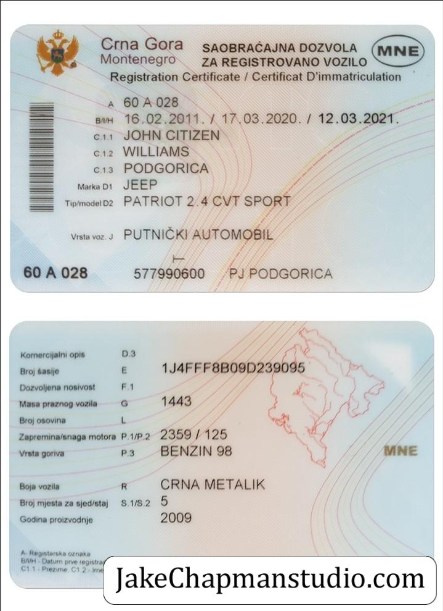 Crna Gora
Montenegro
SAOBRAĆAJNA DOZVOLA
ZA REGISTROVANO VOZILO
MNE
Registration Certificate / Certificat D'immatriculation
A 60 A 028
B/I/H 16.02.2011. / 17.03.2020. / 12.03.2021.
C.1.1 JOHN CITIZEN
C.1.2 WILLIAMS
C.1.3 PODGORICA
Marka D1 JEEP
Tip/model D2 PATRIOT 2.4 CVT SPORT
Vrsta voz. J PUTNIČKI AUTOMOBIL
60 A 028 577990600 PJ PODGORICA
Komercijalni opis D.3
Broj šasije E 1J4FFF8B09D239095
Dozvoljena nosivost F.1
Masa praznog vozila G 1443
Broj osovina L
Zapremina/snaga motora P.1/P.2 2359 / 125
Vrsta goriva P.3 BENZIN 98
MNE
Boja vozila R CRNA METALIK
Broj mjesta za sjed/staj S.1/S.2 5
Godina proizvodnje 2009
A- Registarska oznaka
B/I/H - Datum prve registra
C1.1 - Prezime C1.2 - Ime
JakeChapmanstudio.com